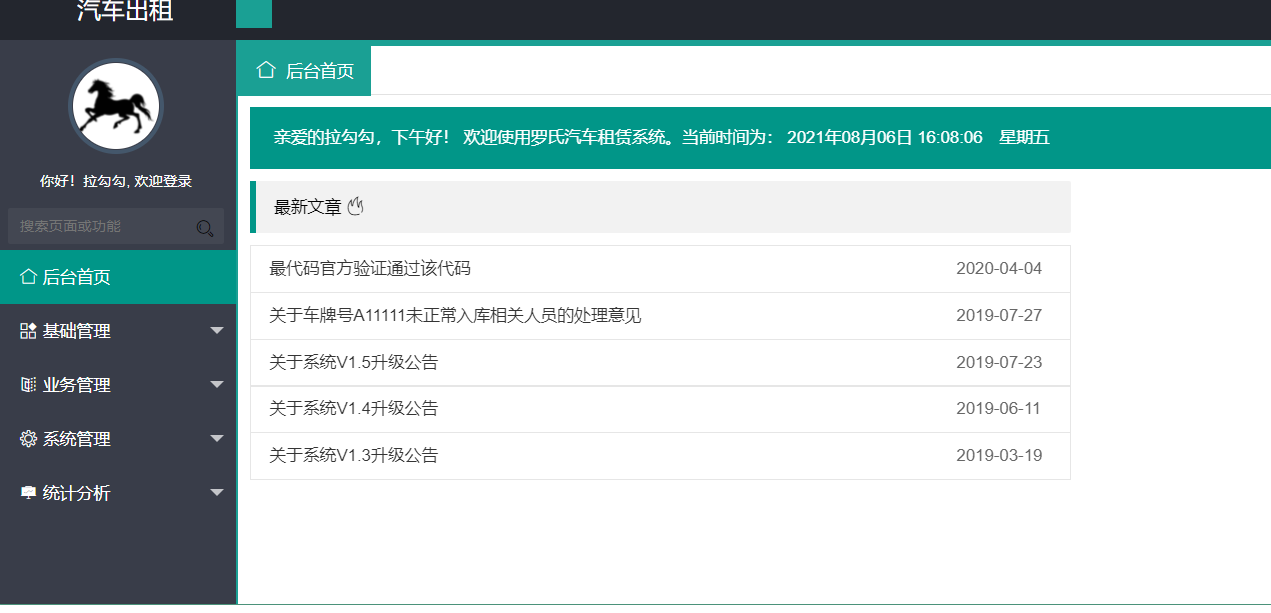 汽车出租
后台首页
亲爱的拉勾勾，下午好！ 欢迎使用罗氏汽车租赁系统。当前时间为： 2021年08月06日 16:08:06 星期五
你好！拉勾勾, 欢迎登录
最新文章
搜索页面或功能
后台首页
基础管理
业务管理
系统管理
统计分析
最代码官方验证通过该代码 2020-04-04
关于车牌号A11111未正常入库相关人员的处理意见 2019-07-27
关于系统V1.5升级公告 2019-07-23
关于系统V1.4升级公告 2019-06-11
关于系统V1.3升级公告 2019-03-19